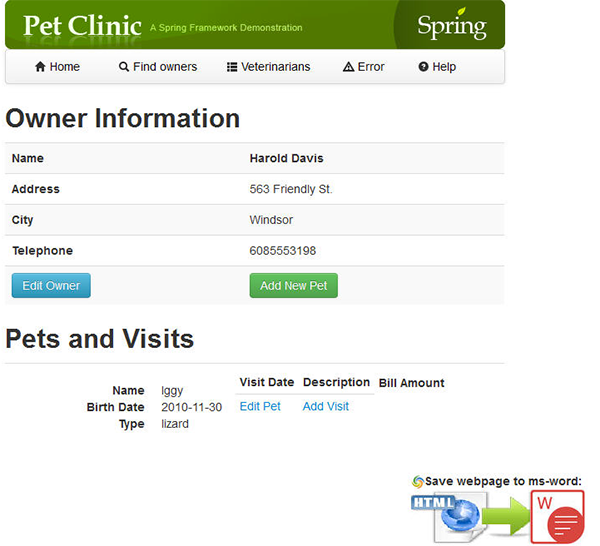 Pet Clinic A Spring Framework Demonstration Spring
Home Find owners Veterinarians Error Help
Owner Information
Name Harold Davis
Address 563 Friendly St.
City Windsor
Telephone 6085553198
Edit Owner Add New Pet
Pets and Visits
Visit Date Description Bill Amount
Name Iggy
Birth Date 2010-11-30
Type lizard
Edit Pet Add Visit
Save webpage to ms-word:
HTML W